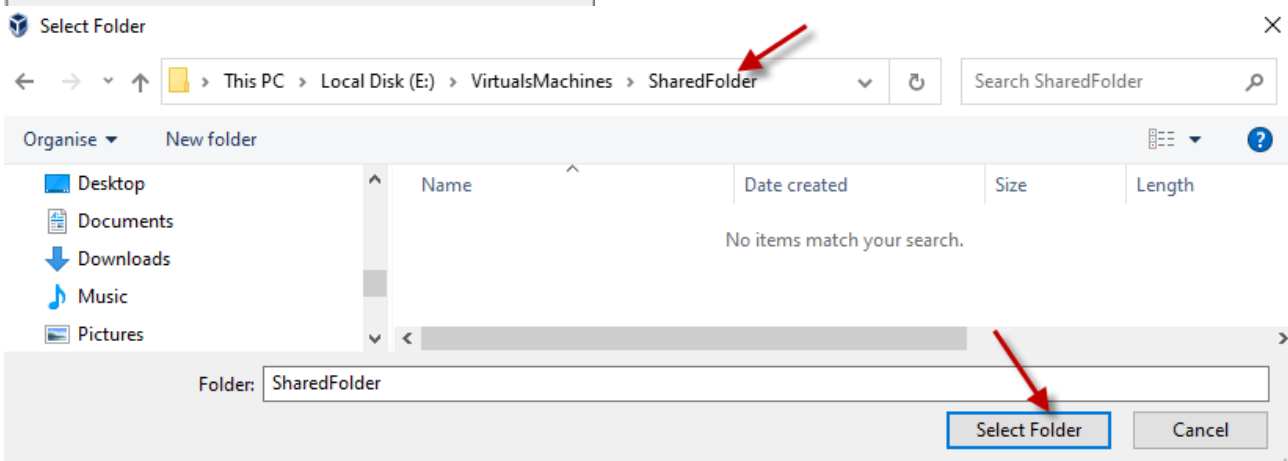 Select Folder
This PC > Local Disk (E:) > VirtualsMachines > SharedFolder
Search SharedFolder
Organise New folder
Name Date created Size Length
Desktop
Documents
No items match your search.
Downloads
Music
Pictures
Folder: SharedFolder
Select Folder Cancel